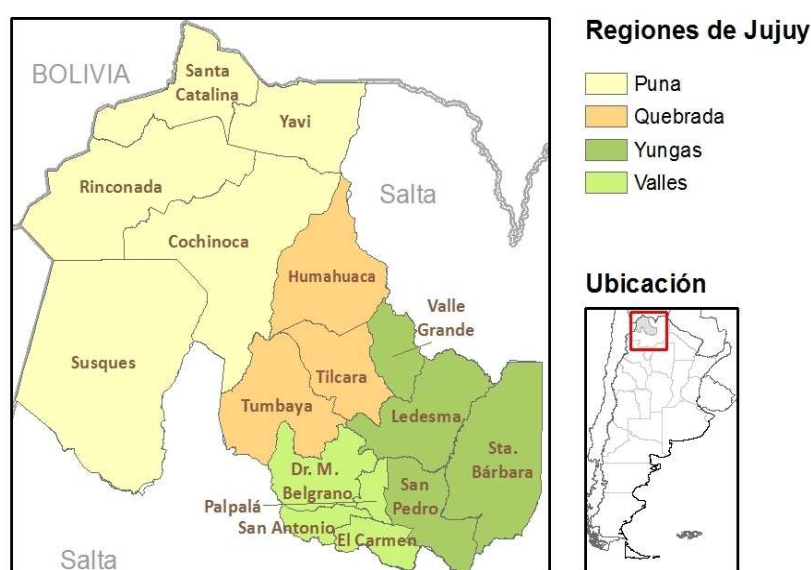 Regiones de Jujuy
Puna
Quebrada
Yungas
Valles
Ubicación
BOLIVIA
Santa
Catalina
Yavi
Rinconada
Salta
Cochinoca
Humahuaca
Valle
Grande
Susques
Tilcara
Tumbaya
Ledesma
Sta.
Bárbara
Dr. M.
Belgrano
San
Pedro
Palpalá
San Antonio
El Carmen
Salta